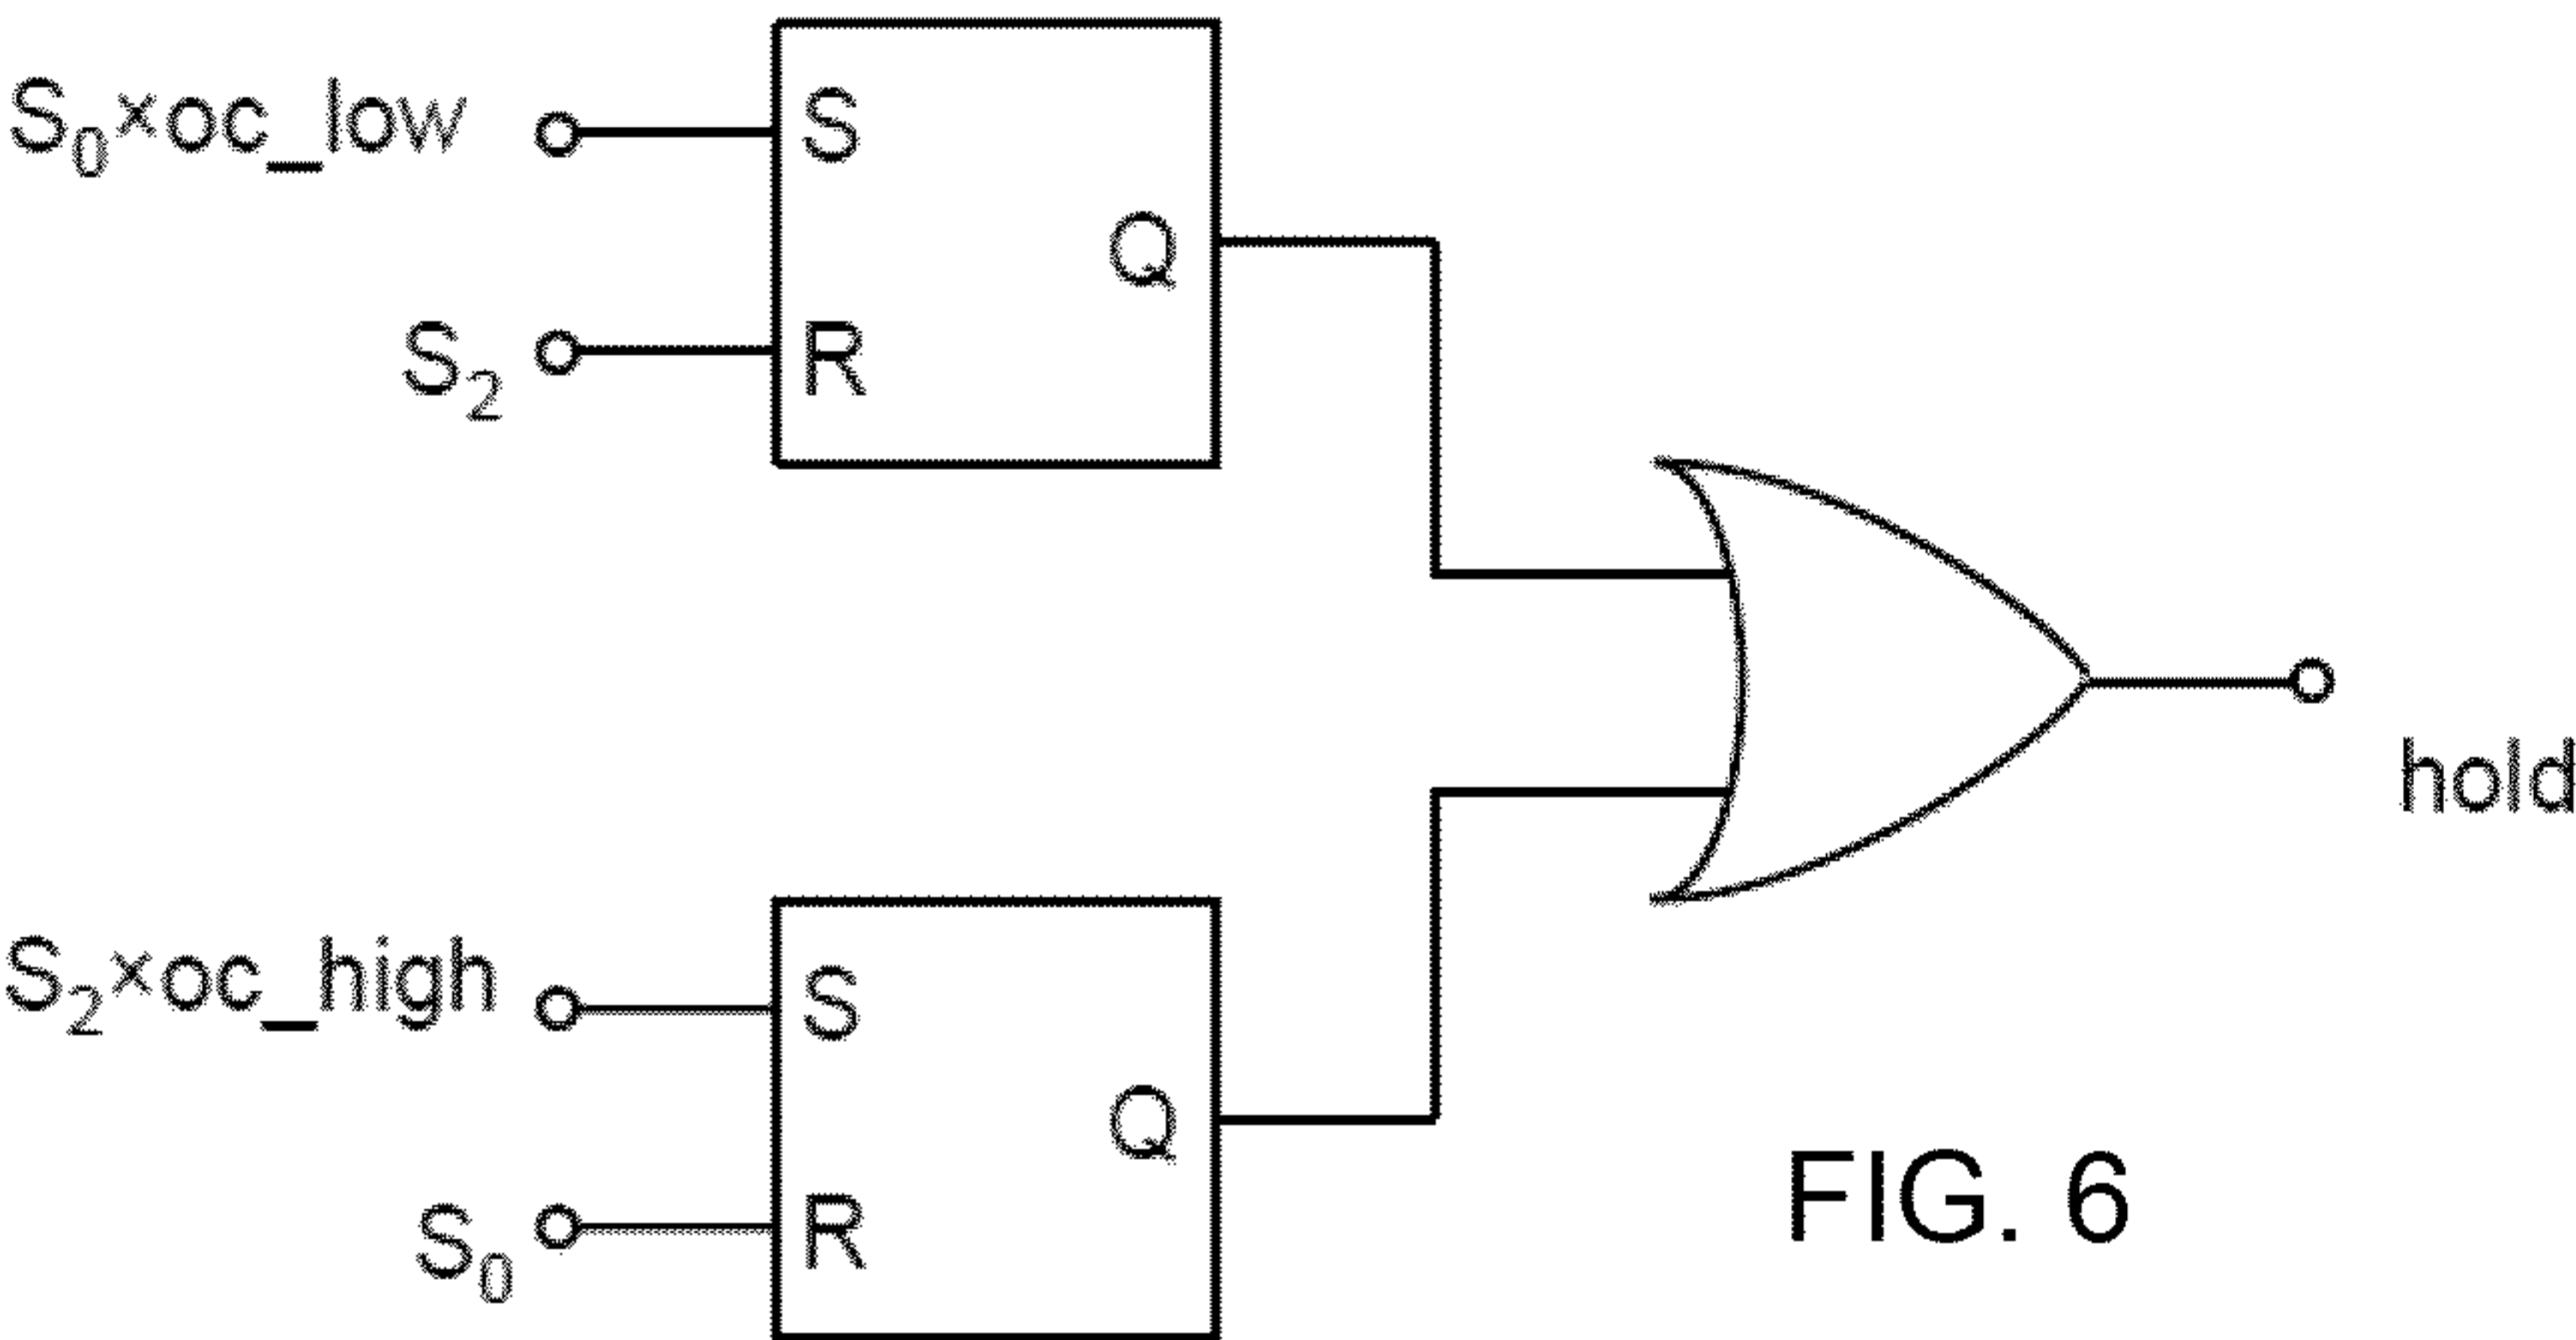 S₀×oc_low
S
Q
S₂
R
hold
S₂×oc_high
S
Q
S₀
R
FIG. 6